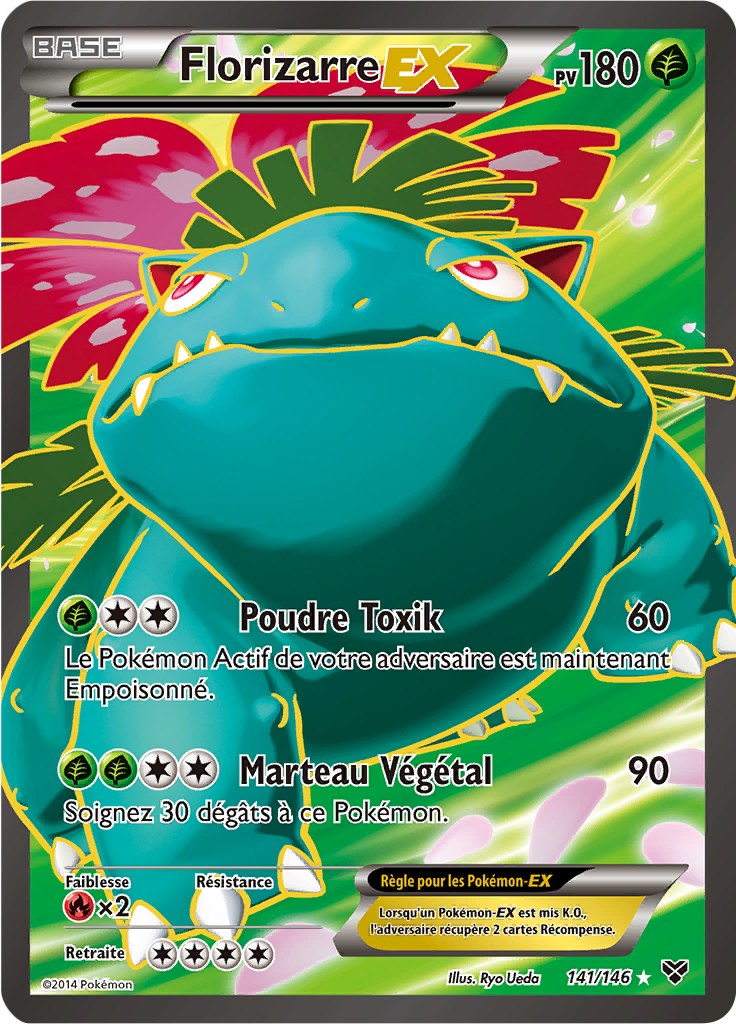 BASE
Florizarre EX PV 180
Poudre Toxik 60
Le Pokémon Actif de votre adversaire est maintenant
Empoisonné.
Marteau Végétal 90
Soignez 30 dégâts à ce Pokémon.
Faiblesse Résistance
×2
Retraite
Règle pour les Pokémon-EX
Lorsqu'un Pokémon-EX est mis K.O.,
l'adversaire récupère 2 cartes Récompense.
©2014 Pokémon Illus. Ryo Ueda 141/146 ★